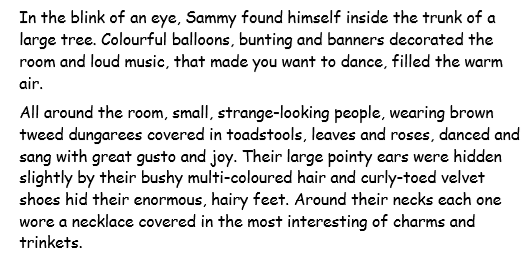 In the blink of an eye, Sammy found himself inside the trunk of a
large tree. Colourful balloons, bunting and banners decorated the
room and loud music, that made you want to dance, filled the warm
air.
All around the room, small, strange-looking people, wearing brown
tweed dungarees covered in toadstools, leaves and roses, danced and
sang with great gusto and joy. Their large pointy ears were hidden
slightly by their bushy multi-coloured hair and curly-toed velvet
shoes hid their enormous, hairy feet. Around their necks each one
wore a necklace covered in the most interesting of charms and
trinkets.